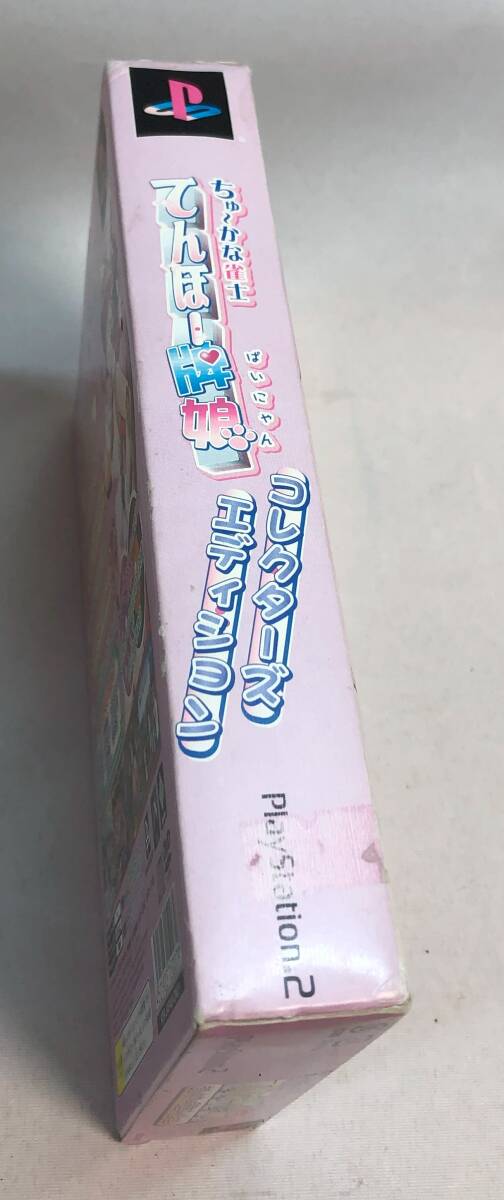 ちゅ~かな雀士
てんほー牌娘
ぱいにゃん
コレクターズ
エディション
PlayStation.2